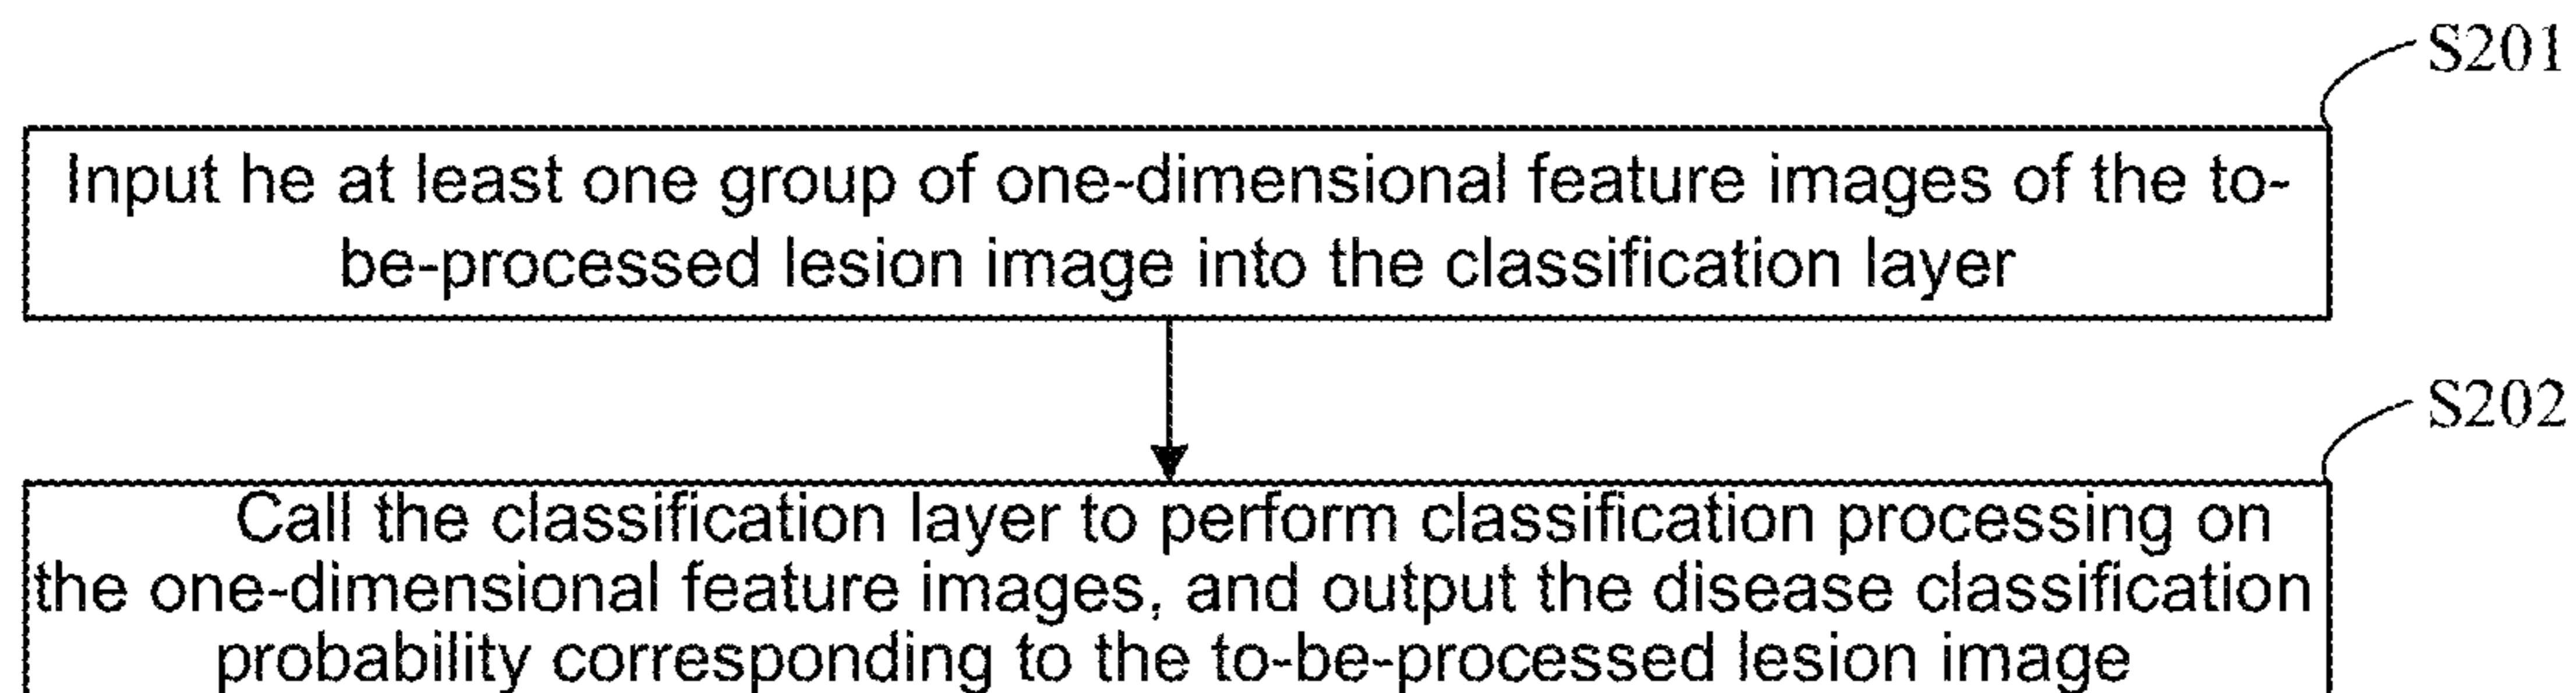 S201
Input he at least one group of one-dimensional feature images of the to-
be-processed lesion image into the classification layer
S202
Call the classification layer to perform classification processing on
the one-dimensional feature images, and output the disease classification
probability corresponding to the to-be-processed lesion image